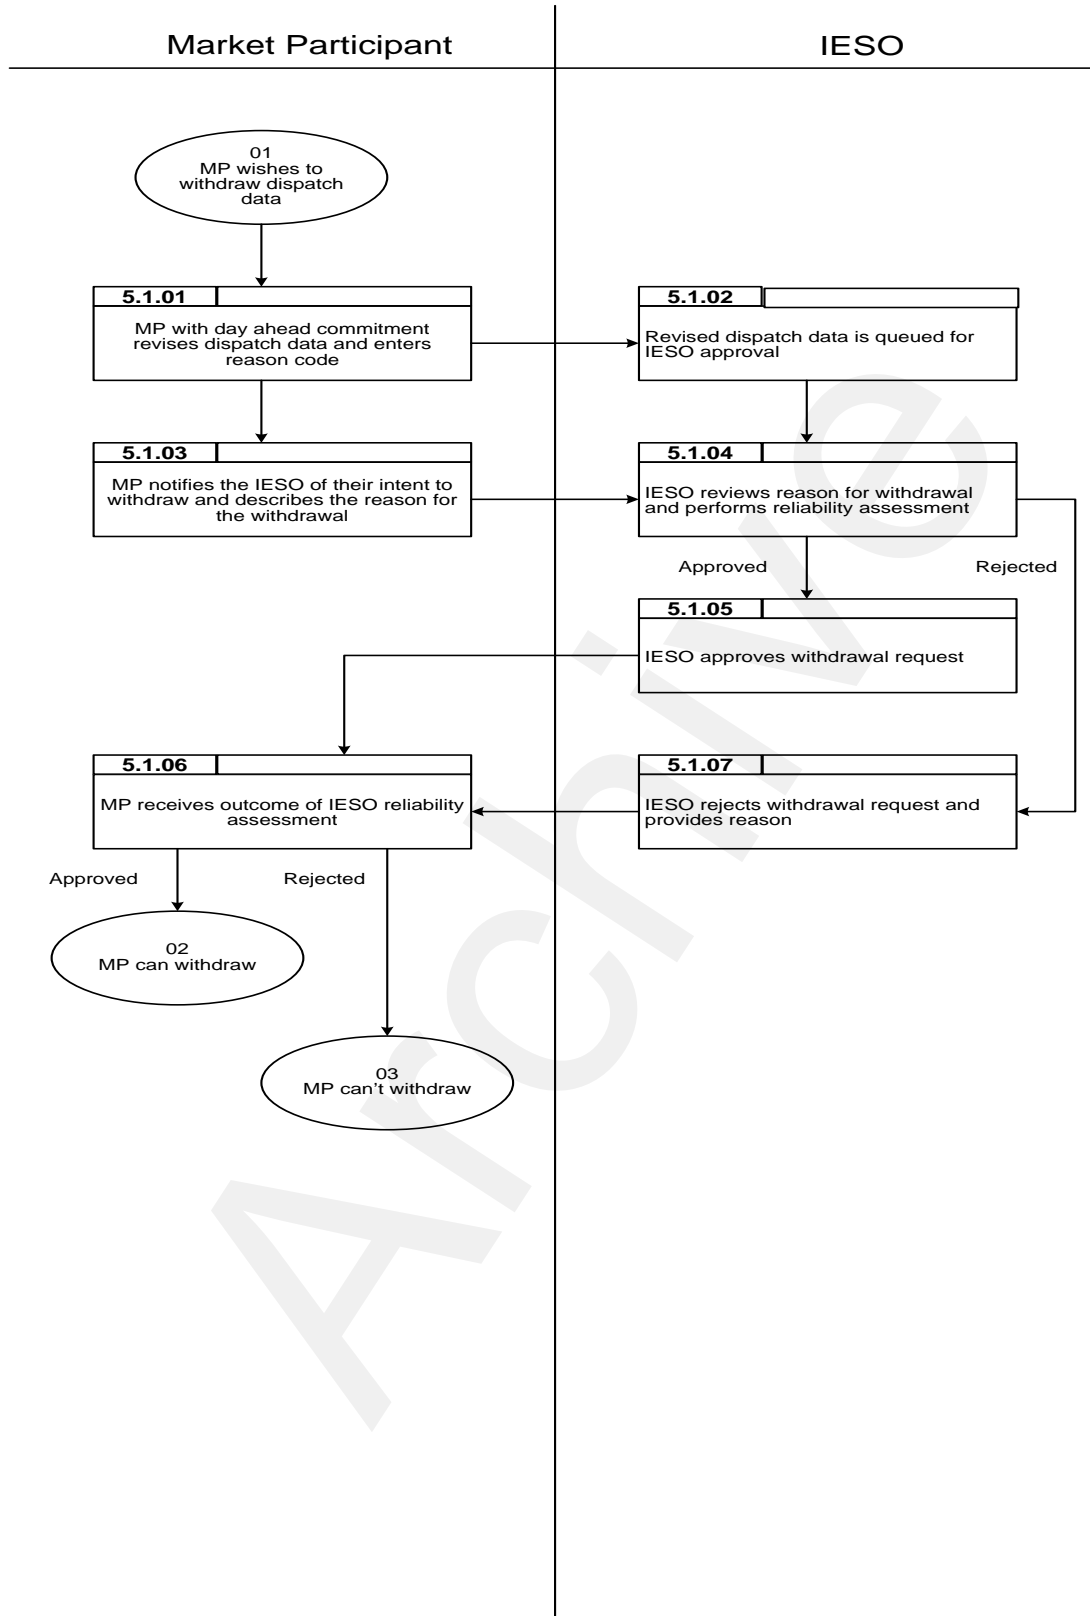 Market Participant
IESO
01
MP wishes to
withdraw dispatch
data
5.1.01
MP with day ahead commitment
revises dispatch data and enters
reason code
5.1.02
Revised dispatch data is queued for
IESO approval
5.1.03
MP notifies the IESO of their intent to
withdraw and describes the reason for
the withdrawal
5.1.04
IESO reviews reason for withdrawal
and performs reliability assessment
Approved
Rejected
5.1.05
IESO approves withdrawal request
5.1.06
MP receives outcome of IESO reliability
assessment
5.1.07
IESO rejects withdrawal request and
provides reason
Approved
Rejected
02
MP can withdraw
03
MP can't withdraw
Archive